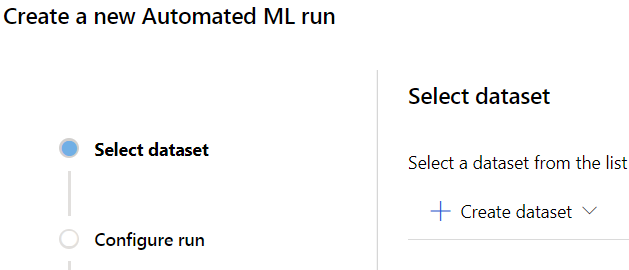 Create a new Automated ML run
Select dataset
Configure run
Select dataset
Select a dataset from the list
Create dataset